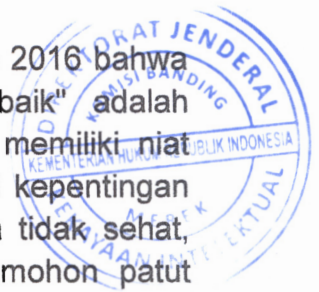 2016 bahwa
baik" adalah
memiliki niat
kepentingan
tidak sehat,
mohon patut
DIREKTORAT JENDERAL
KEKAYAAN INTELEKTUAL
KOMISI BANDING
MEREK
KEMENTERIAN HUKUM REPUBLIK INDONESIA